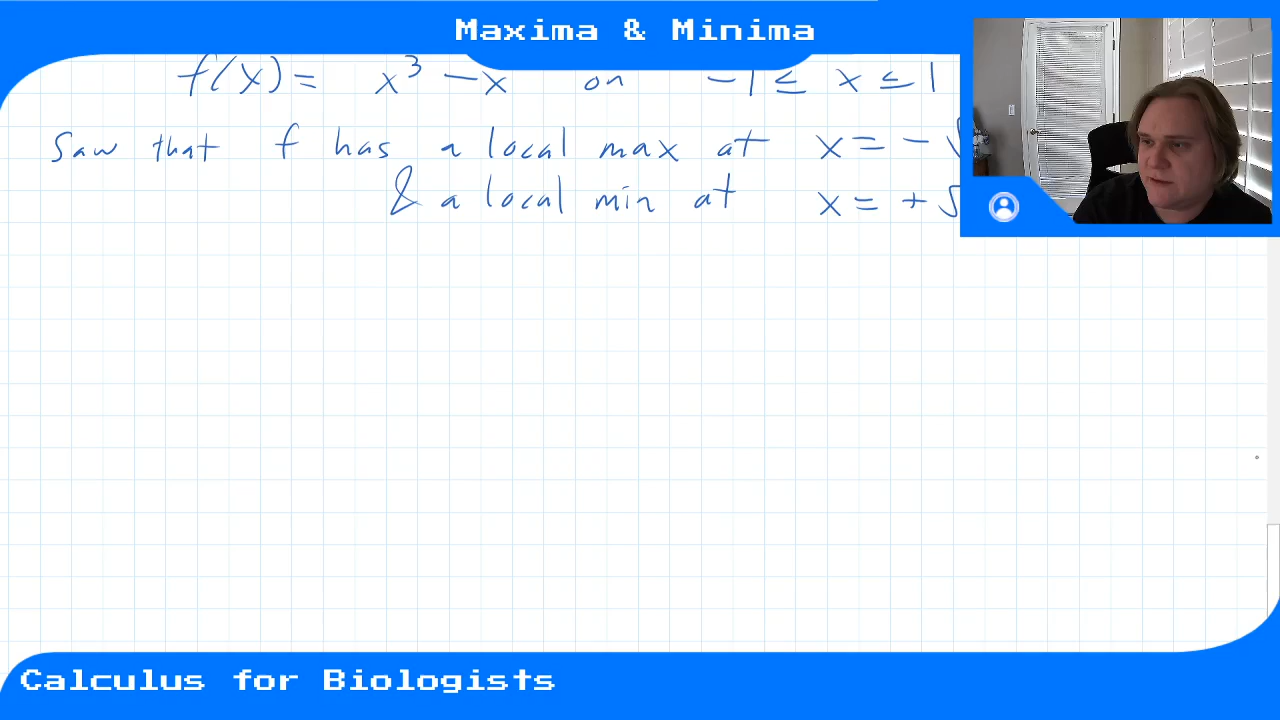 Maxima & Minima
f(x) = x³ - x on -1 ≤ x ≤ 1
Saw that f has a local max at x = -
& a local min at x = +
Calculus for Biologists